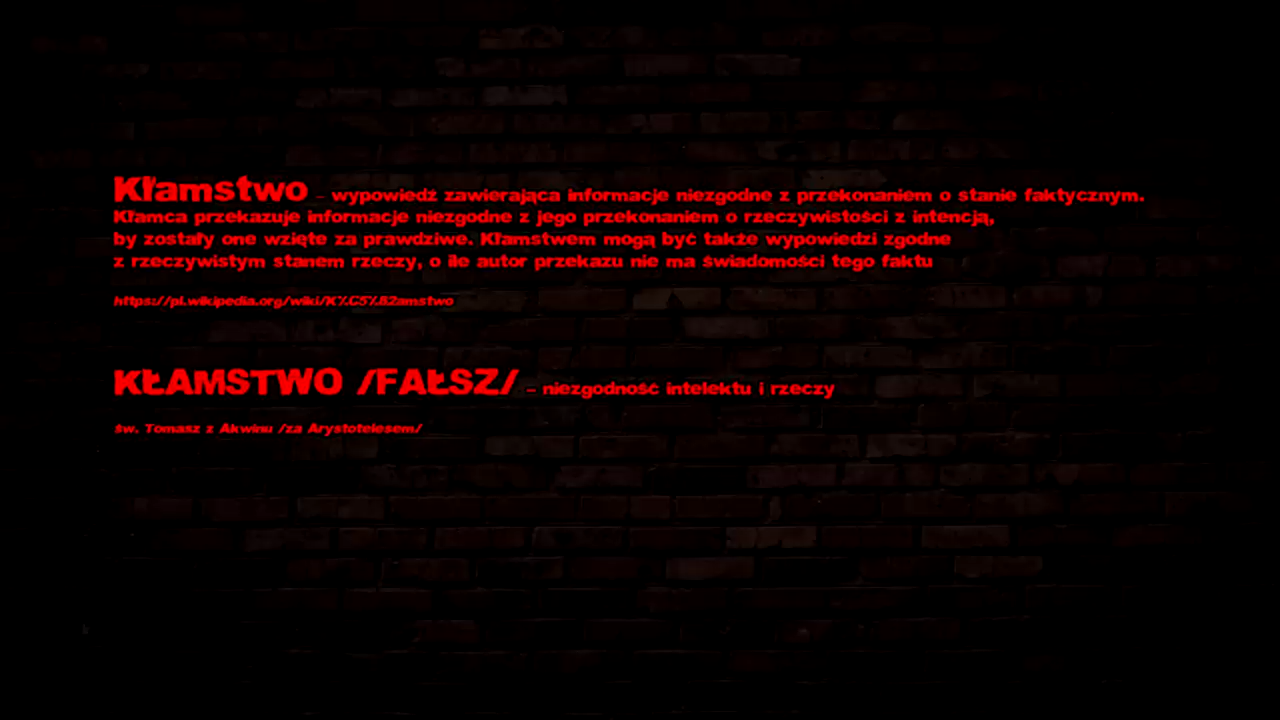 Kłamstwo – wypowiedź zawierająca informacje niezgodne z przekonaniem o stanie faktycznym.
Kłamca przekazuje informacje niezgodne z jego przekonaniem o rzeczywistości z intencją,
by zostały one wzięte za prawdziwe. Kłamstwem mogą być także wypowiedzi zgodne
z rzeczywistym stanem rzeczy, o ile autor przekazu nie ma świadomości tego faktu
https://pl.wikipedia.org/wiki/K%C5%82amstwo
KŁAMSTWO /FAŁSZ/ – niezgodność intelektu i rzeczy
św. Tomasz z Akwinu /za Arystotelesem/